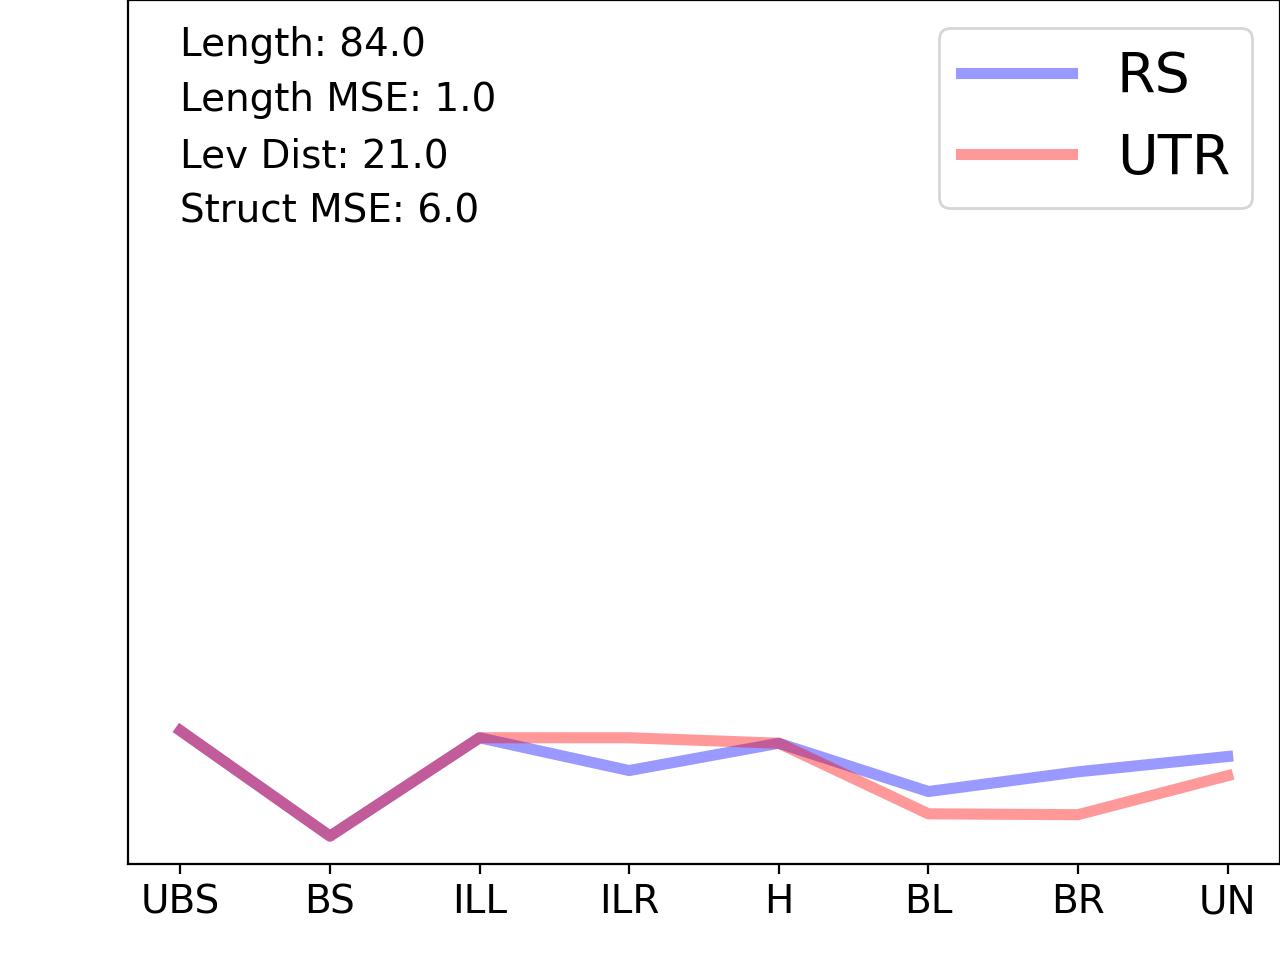 Length: 84.0
Length MSE: 1.0
Lev Dist: 21.0
Struct MSE: 6.0
RS
UTR
UBS BS ILL ILR H BL BR UN